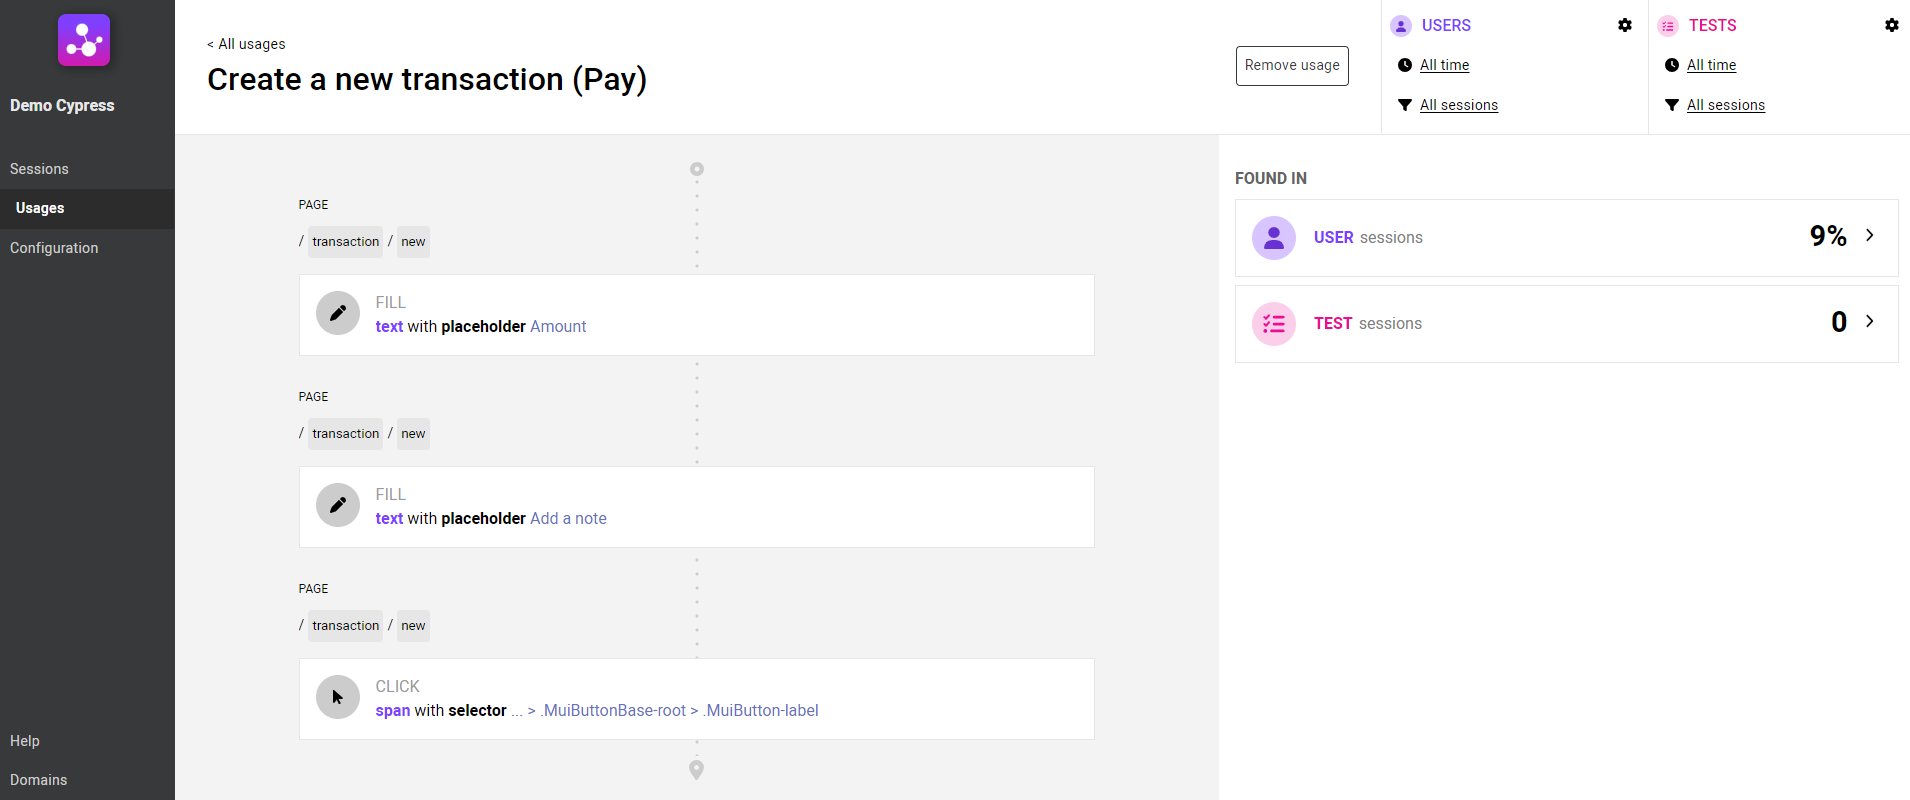 Demo Cypress
Sessions
Usages
Configuration
Help
Domains
< All usages
Create a new transaction (Pay)
Remove usage
USERS
All time
All sessions
TESTS
All time
All sessions
PAGE
/ transaction / new
FILL
text with placeholder Amount
PAGE
/ transaction / new
FILL
text with placeholder Add a note
PAGE
/ transaction / new
CLICK
span with selector ... > .MuiButtonBase-root > .MuiButton-label
FOUND IN
USER sessions 9%
TEST sessions 0